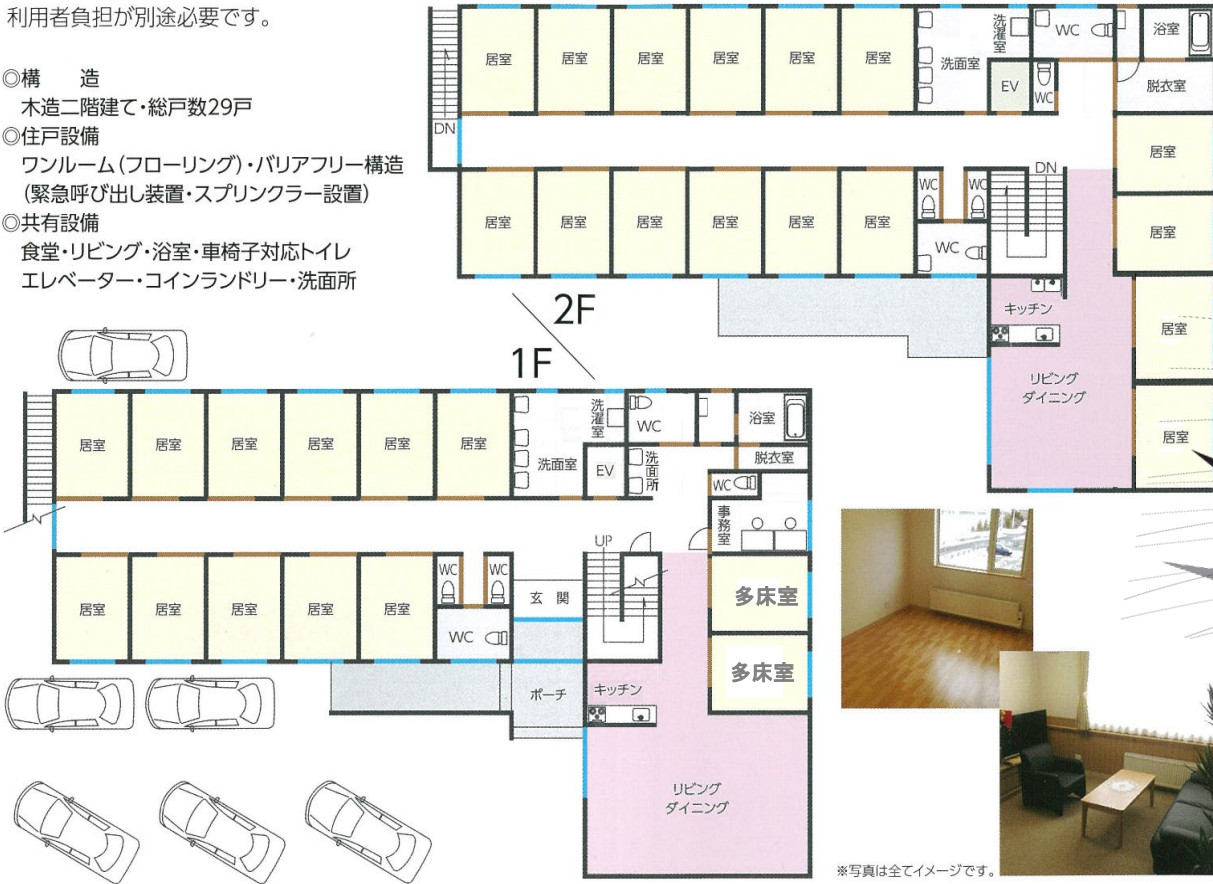 利用者負担が別途必要です。
◎構　　造
木造二階建て・総戸数29戸
◎住戸設備
ワンルーム(フローリング)・バリアフリー構造
(緊急呼び出し装置・スプリンクラー設置)
◎共有設備
食堂・リビング・浴室・車椅子対応トイレ
エレベーター・コインランドリー・洗面所
居室 居室 居室 居室 居室 居室 洗面室 洗濯室 WC 浴室
EV WC 脱衣室
DN
居室
居室 居室 居室 居室 居室 居室 WC WC DN
居室
WC
キッチン
居室
リビング
ダイニング
居室
2F
1F
居室 居室 居室 居室 居室 居室 洗面室 洗濯室 WC 浴室
EV 洗面所 脱衣室
WC
事務室
UP
居室 居室 居室 居室 居室 WC WC 玄関
多床室
WC
多床室
ポーチ キッチン
リビング
ダイニング
※写真は全てイメージです。